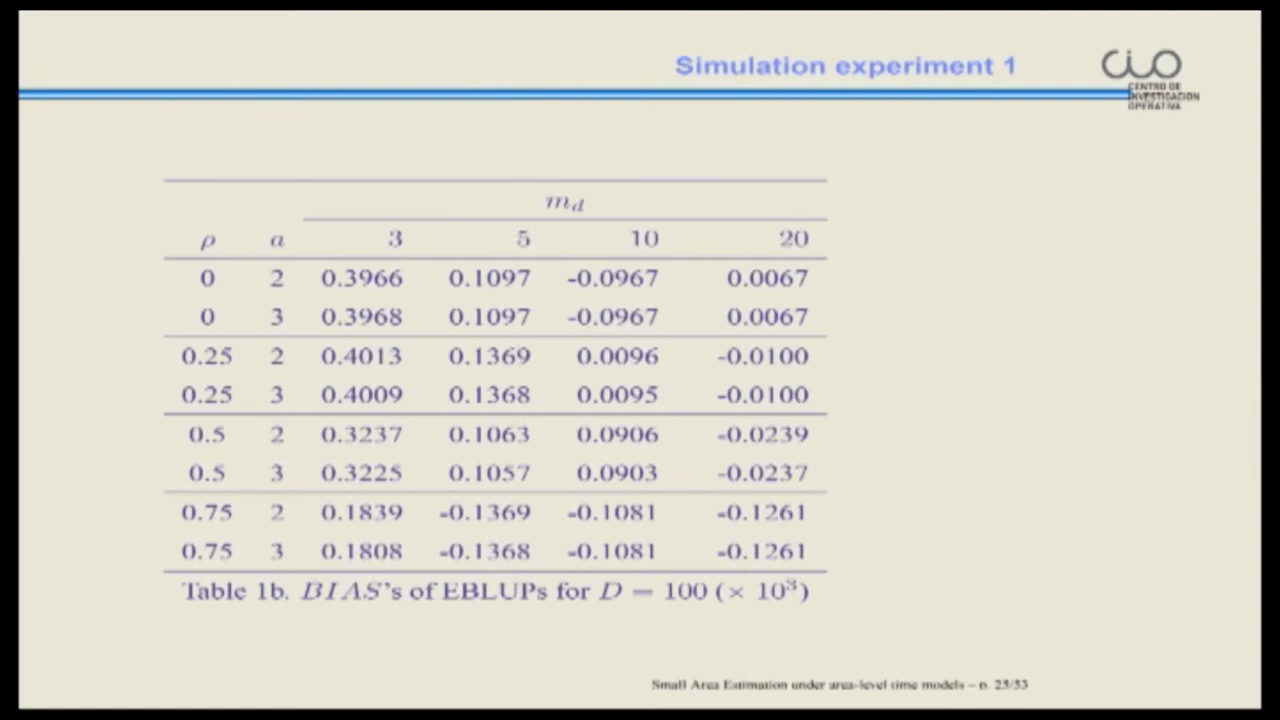 Simulation experiment 1
CIO
CENTRO DE
INVESTIGACION
OPERATIVA
m_d
ρ a 3 5 10 20
0 2 0.3966 0.1097 -0.0967 0.0067
0 3 0.3968 0.1097 -0.0967 0.0067
0.25 2 0.4013 0.1369 0.0096 -0.0100
0.25 3 0.4009 0.1368 0.0095 -0.0100
0.5 2 0.3237 0.1063 0.0906 -0.0239
0.5 3 0.3225 0.1057 0.0903 -0.0237
0.75 2 0.1839 -0.1369 -0.1081 -0.1261
0.75 3 0.1808 -0.1368 -0.1081 -0.1261
Table 1b. BIAS's of EBLUPs for D = 100 (× 10³)
Small Area Estimation under area-level time models – p. 25/53